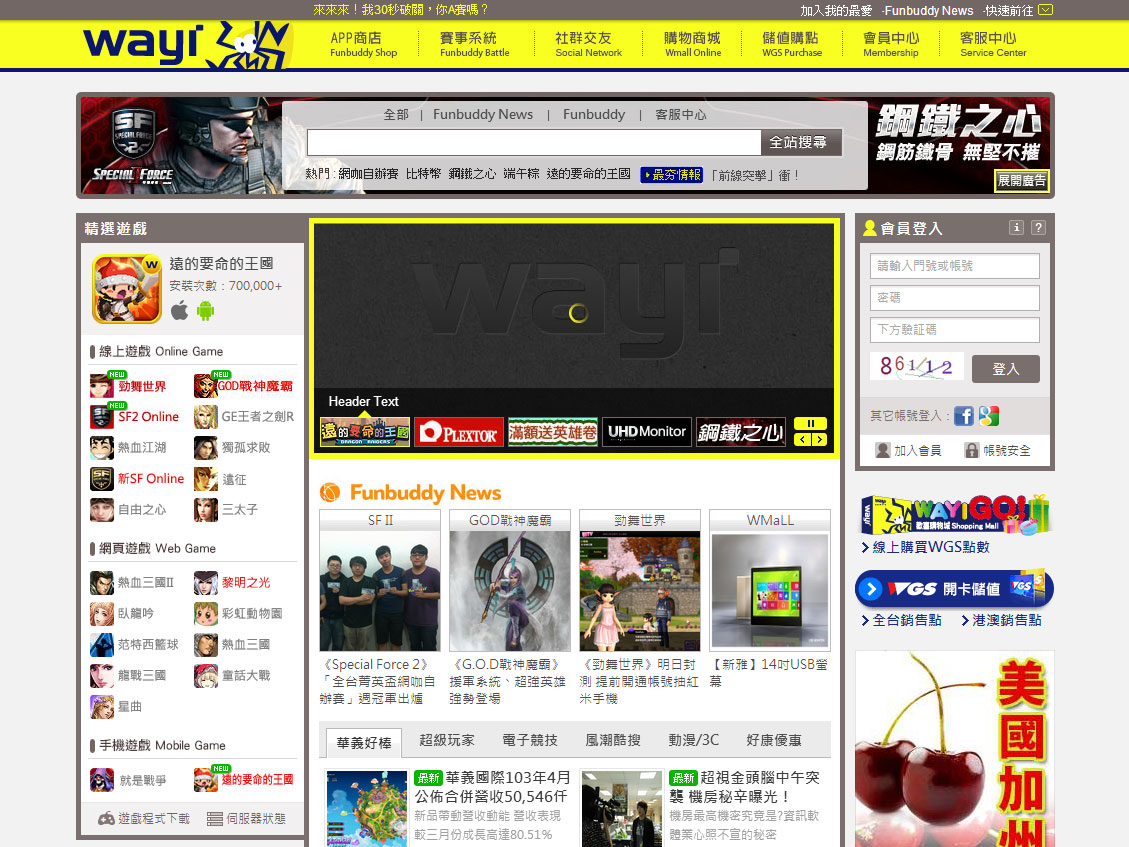 來來來！我30秒破關，你A賽嗎？
加入我的最愛 ·Funbuddy News ·快速前往
wayi
APP商店 賽事系統 社群交友 購物商城 儲值購點 會員中心 客服中心
Funbuddy Shop Funbuddy Battle Social Network Wmall Online WGS Purchase Membership Service Center
SF
SPECIAL FORCE
2
SPECIAL FORCE
全部 | Funbuddy News | Funbuddy | 客服中心
全站搜尋
熱門 : 網咖自辦賽 比特幣 鋼鐵之心 端午粽 遠的要命的王國 最夯情報 「前線突擊」衝！
鋼鐵之心
鋼筋鐵骨 無堅不摧
展開廣告
精選遊戲
W
遠的要命的王國
安裝次數：700,000+
線上遊戲 Online Game
NEW 勁舞世界 NEW GOD戰神魔霸
NEW SF2 Online GE王者之劍R
熱血江湖 獨孤求敗
新SF Online 遠征
自由之心 三太子
網頁遊戲 Web Game
熱血三國II 黎明之光
臥龍吟 彩虹動物園
范特西籃球 熱血三國
龍戰三國 童話大戰
星曲
手機遊戲 Mobile Game
就是戰爭 NEW 遠的要命的王國
遊戲程式下載 伺服器狀態
wayi
Header Text
遠的要命的王國 DRAGON RAIDERS PLEXTOR 滿額送英雄卷 UHD Monitor 鋼鐵之心
Funbuddy News
SF II GOD戰神魔霸 勁舞世界 WMaLL
《Special Force 2》「全台菁英盃網咖自辦賽」週冠軍出爐
《G.O.D戰神魔霸》援軍系統、超強英雄強勢登場
《勁舞世界》明日封測 提前開通帳號抽紅米手機
【新雅】14吋USB螢幕
華義好棒 超級玩家 電子競技 風潮酷搜 動漫/3C 好康優惠
最新 華義國際103年4月
公佈合併營收50,546仟
新品帶動營收動能 營收表現
較三月份成長高達80.51%
最新 超視金頭腦中午突
襲 機房秘辛曝光！
機房最高機密究竟是?資訊軟
體業心照不宣的秘密
會員登入 i ?
請輸入門號或帳號
密碼
下方驗証碼
86112 登入
其它帳號登入：
加入會員 帳號安全
wayi WAYI GO!
歡喜購物城 Shopping Mall
線上購買WGS點數
WGS 開卡儲值 WGS
全台銷售點 港澳銷售點
美國加州